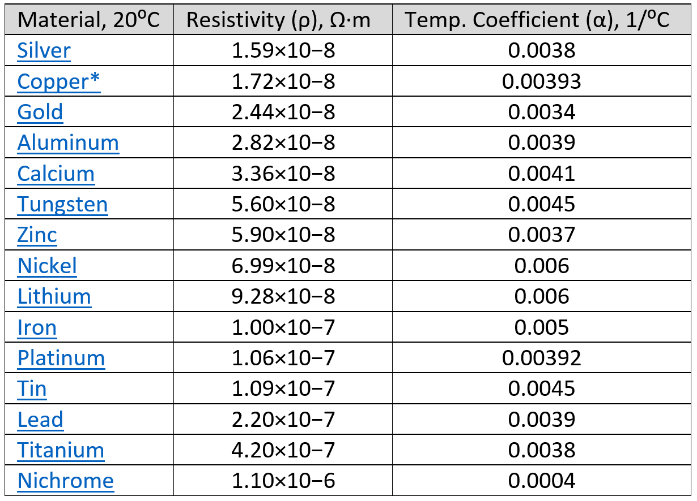 Material, 20⁰C Resistivity (ρ), Ω·m Temp. Coefficient (α), 1/⁰C
Silver 1.59×10−8 0.0038
Copper* 1.72×10−8 0.00393
Gold 2.44×10−8 0.0034
Aluminum 2.82×10−8 0.0039
Calcium 3.36×10−8 0.0041
Tungsten 5.60×10−8 0.0045
Zinc 5.90×10−8 0.0037
Nickel 6.99×10−8 0.006
Lithium 9.28×10−8 0.006
Iron 1.00×10−7 0.005
Platinum 1.06×10−7 0.00392
Tin 1.09×10−7 0.0045
Lead 2.20×10−7 0.0039
Titanium 4.20×10−7 0.0038
Nichrome 1.10×10−6 0.0004